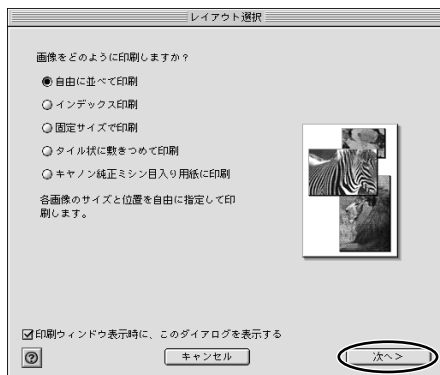 レイアウト選択
画像をどのように印刷しますか？
自由に並べて印刷
インデックス印刷
固定サイズで印刷
タイル状に敷きつめて印刷
キヤノン純正ミシン目入り用紙に印刷
各画像のサイズと位置を自由に指定して印
刷します。
印刷ウィンドウ表示時に、このダイアログを表示する
?
キャンセル
次へ >